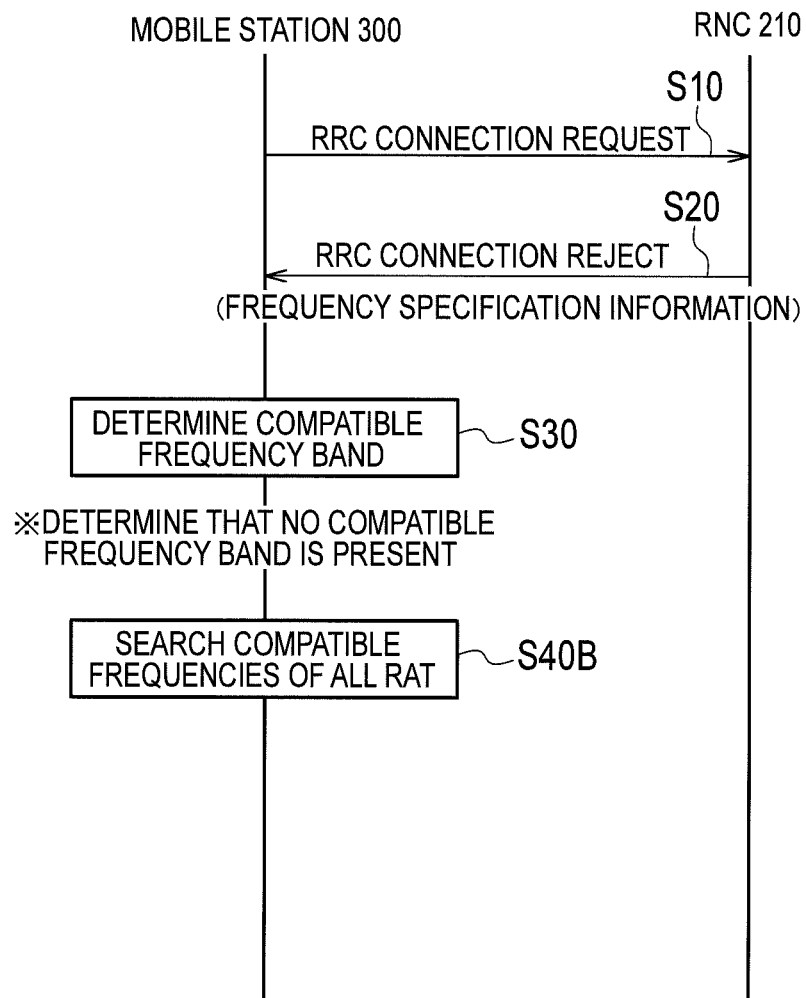 MOBILE STATION 300
RNC 210
S10
RRC CONNECTION REQUEST
S20
RRC CONNECTION REJECT
(FREQUENCY SPECIFICATION INFORMATION)
DETERMINE COMPATIBLE
FREQUENCY BAND
S30
※DETERMINE THAT NO COMPATIBLE
FREQUENCY BAND IS PRESENT
SEARCH COMPATIBLE
FREQUENCIES OF ALL RAT
S40B